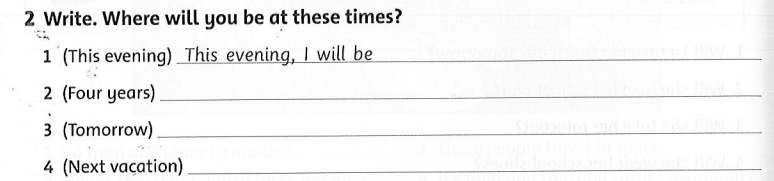 2 Write. Where will you be at these times?
1 (This evening) This evening, I will be
2 (Four years)
3 (Tomorrow)
4 (Next vacation)